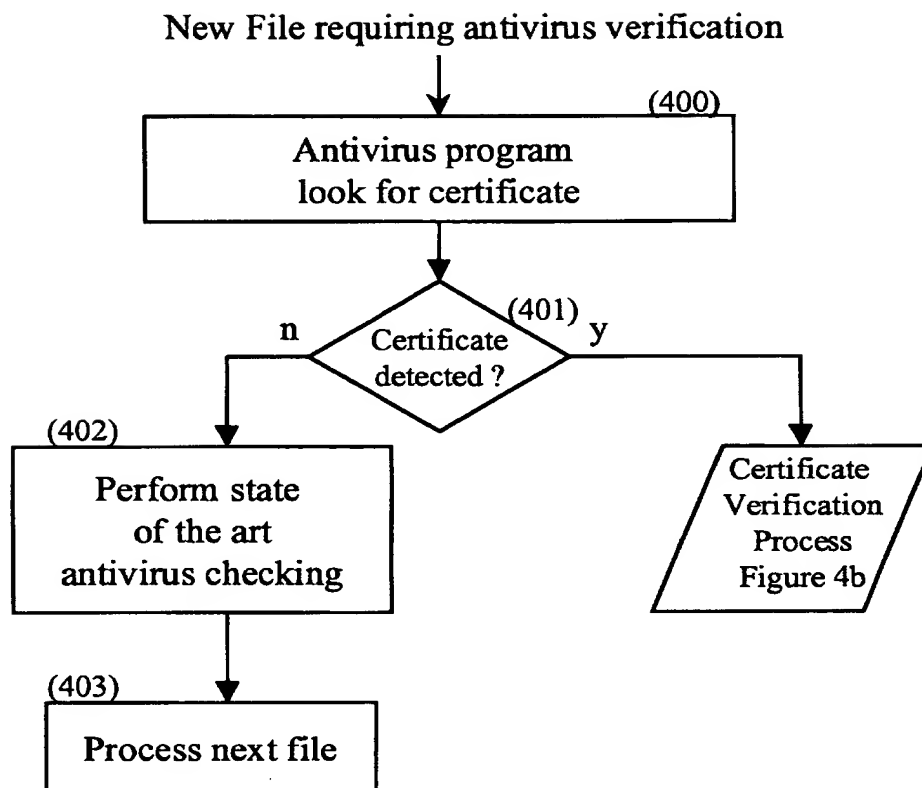 New File requiring antivirus verification
(400)
Antivirus program
look for certificate
(401)
n
y
Certificate
detected ?
(402)
Perform state
of the art
antivirus checking
Certificate
Verification
Process
Figure 4b
(403)
Process next file